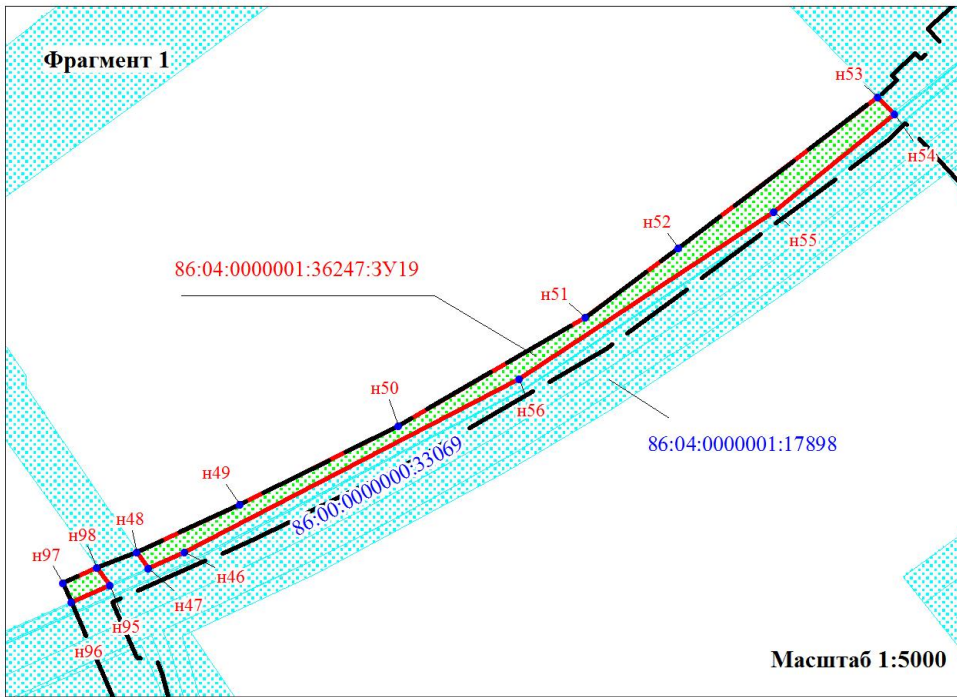 Фрагмент 1
н53
н54
н52
н55
86:04:0000001:36247:ЗУ19
н51
н50
н56
86:04:0000001:17898
86:00:0000000:33069
н49
н48
н98
н46
н97
н47
н95
н96
Масштаб 1:5000